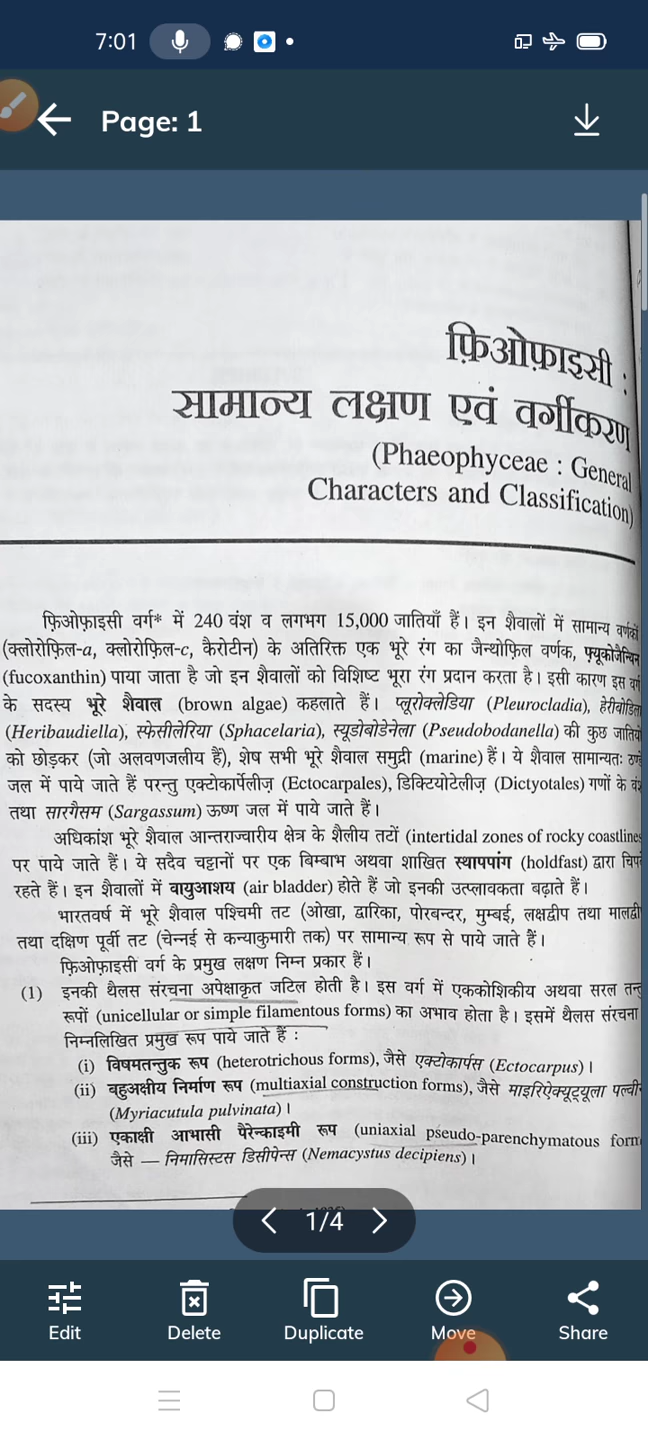 7:01
Page: 1
फ़िओफ़ाइसी :
सामान्य लक्षण एवं वर्गीकरण
(Phaeophyceae : General
Characters and Classification)
फ़िओफ़ाइसी वर्ग* में 240 वंश व लगभग 15,000 जातियाँ हैं। इन शैवालों में सामान्य वर्णकों
(क्लोरोफ़िल-a, क्लोरोफ़िल-c, कैरोटीन) के अतिरिक्त एक भूरे रंग का जैन्थोफ़िल वर्णक, फ़्यूकोजैन्थिन
(fucoxanthin) पाया जाता है जो इन शैवालों को विशिष्ट भूरा रंग प्रदान करता है। इसी कारण इस वर्ग
के सदस्य भूरे शैवाल (brown algae) कहलाते हैं। प्लूरोक्लेडिया (Pleurocladia), हेरीबोडिला
(Heribaudiella), स्फेसीलेरिया (Sphacelaria), स्यूडोबोडेनेला (Pseudobodanella) की कुछ जातियों
को छोड़कर (जो अलवणजलीय हैं), शेष सभी भूरे शैवाल समुद्री (marine) हैं। ये शैवाल सामान्यतः
जल में पाये जाते हैं परन्तु एक्टोकार्पेलीज़ (Ectocarpales), डिक्टियोटेलीज़ (Dictyotales) गणों के
तथा सारगैसम (Sargassum) ऊष्ण जल में पाये जाते हैं।
अधिकांश भूरे शैवाल आन्तराज्वारीय क्षेत्र के शैलीय तटों (intertidal zones of rocky coastlines
पर पाये जाते हैं। ये सदैव चट्टानों पर एक बिम्बाभ अथवा शाखित स्थापपांग (holdfast) द्वारा
रहते हैं। इन शैवालों में वायुआशय (air bladder) होते हैं जो इनकी उत्प्लावकता बढ़ाते हैं।
भारतवर्ष में भूरे शैवाल पश्चिमी तट (ओखा, द्वारिका, पोरबन्दर, मुम्बई, लक्षद्वीप तथा
तथा दक्षिण पूर्वी तट (चेन्नई से कन्याकुमारी तक) पर सामान्य रूप से पाये जाते हैं।
फ़िओफ़ाइसी वर्ग के प्रमुख लक्षण निम्न प्रकार हैं।
(1) इनकी थैलस संरचना अपेक्षाकृत जटिल होती है। इस वर्ग में एककोशिकीय अथवा सरल
रूपों (unicellular or simple filamentous forms) का अभाव होता है। इसमें थैलस संरचना
निम्नलिखित प्रमुख रूप पाये जाते हैं :
(i) विषमतन्तुक रूप (heterotrichous forms), जैसे एक्टोकार्पस (Ectocarpus)।
(ii) बहुअक्षीय निर्माण रूप (multiaxial construction forms), जैसे माइरिऐक्यूट्यूला
(Myriacutula pulvinata)।
(iii) एकाक्षी आभासी पैरेन्काइमी रूप (uniaxial pseudo-parenchymatous
जैसे — निमासिस्टस डिसीपेन्स (Nemacystus decipiens)।
1/4
Edit Delete Duplicate Move Share